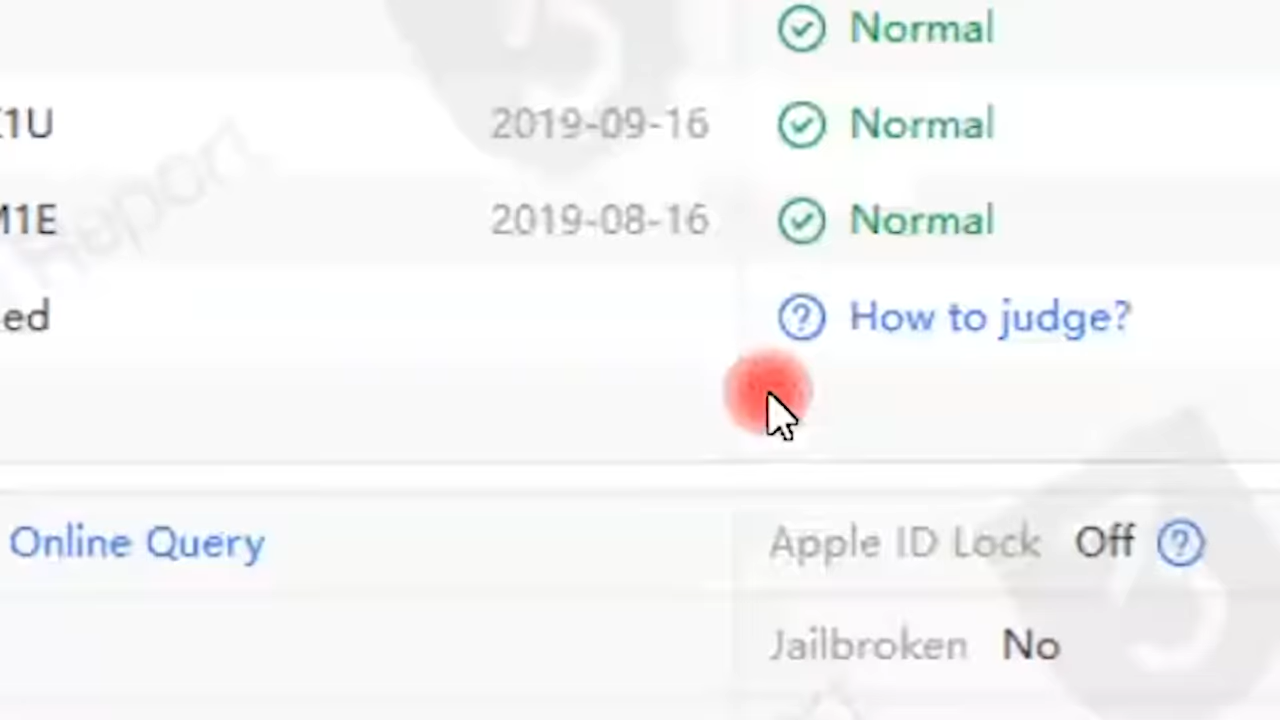 Normal
1U 2019-09-16 Normal
M1E 2019-08-16 Normal
ed How to judge?
Online Query Apple ID Lock Off
Jailbroken No
Report